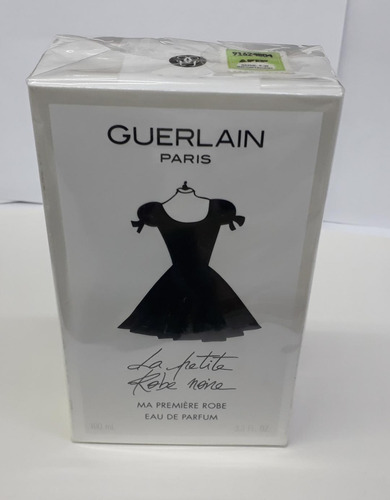 GUERLAIN
PARIS
La petite
Robe noire
MA PREMIÈRE ROBE
EAU DE PARFUM